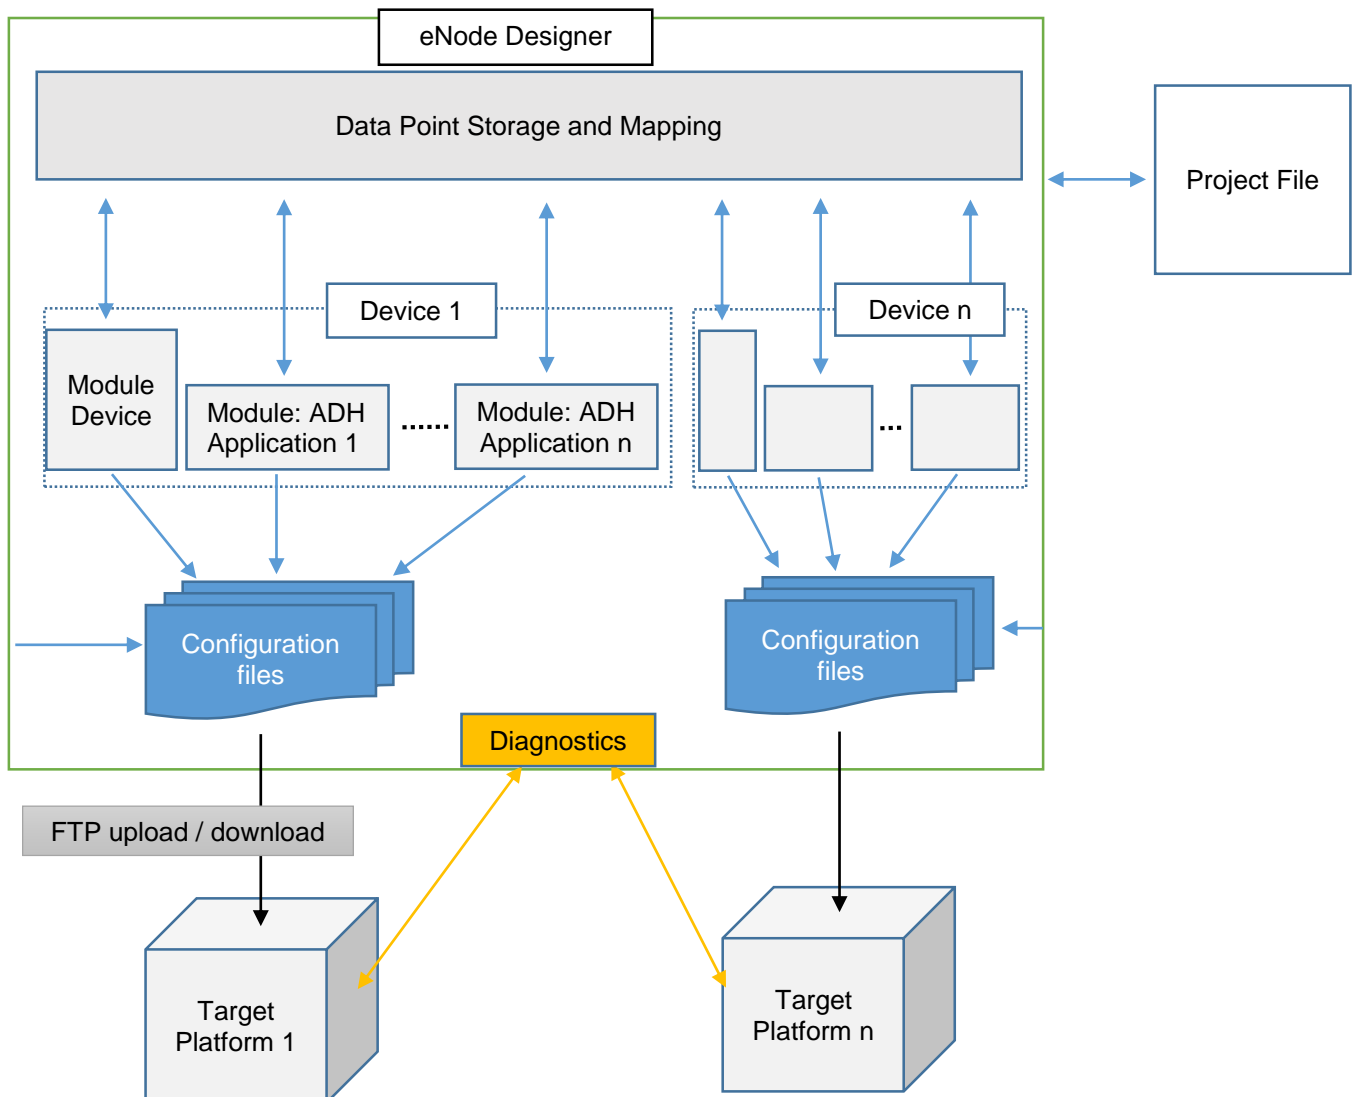 eNode Designer
Data Point Storage and Mapping
Project File
Device 1
Device n
Module
Device
Module: ADH
Application 1
......
Module: ADH
Application n
...
Configuration
files
Configuration
files
Diagnostics
FTP upload / download
Target
Platform 1
Target
Platform n